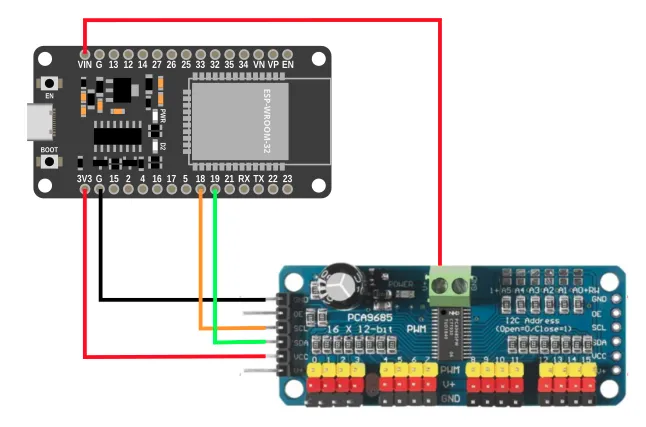 VIN G 13 12 14 27 26 25 33 32 35 34 VN VP EN
EN
ESP-WROOM-32
PWR
BOOT
D2
3V3 G 15 2 4 16 17 5 18 19 21 RX TX 22 23
POWER
V+
GND
1+ A5 A4 A3 A2 A1 A0+RW
GND
OE
SCL
SDA
VCC
V+
PCA9685
16 X 12-bit PWM
I2C Address
(Open=0/Close=1)
GND
OE
SCL
SDA
VCC
V+
0 1 2 3 4 5 6 7 PWM 8 9 10 11 12 13 14 15
V+
GND